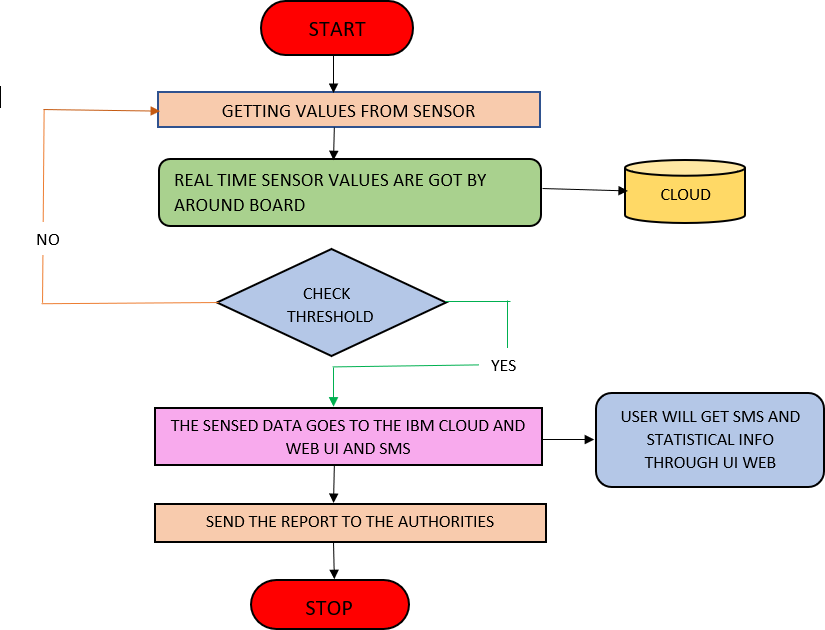 START
GETTING VALUES FROM SENSOR
REAL TIME SENSOR VALUES ARE GOT BY
AROUND BOARD
CLOUD
NO
CHECK
THRESHOLD
YES
THE SENSED DATA GOES TO THE IBM CLOUD AND
WEB UI AND SMS
USER WILL GET SMS AND
STATISTICAL INFO
THROUGH UI WEB
SEND THE REPORT TO THE AUTHORITIES
STOP